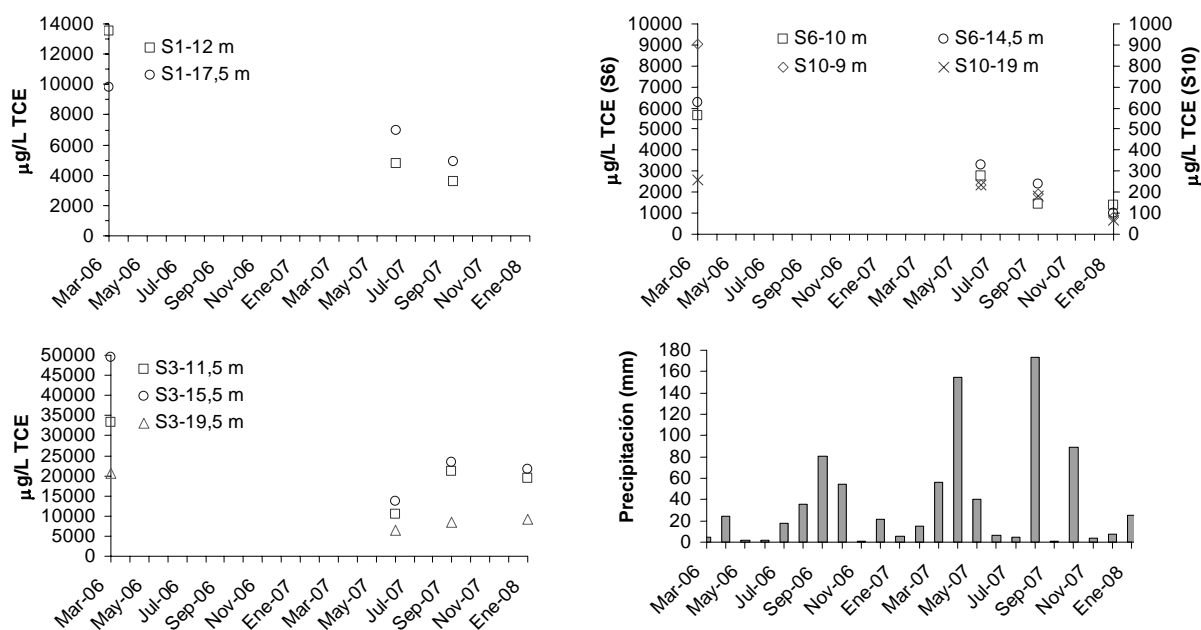 14000
12000
10000
8000
6000
4000
2000
0
µg/L TCE
S1-12 m
S1-17,5 m
Mar-06
May-06
Jul-06
Sep-06
Nov-06
Ene-07
Mar-07
May-07
Jul-07
Sep-07
Nov-07
Ene-08
10000
9000
8000
7000
6000
5000
4000
3000
2000
1000
0
µg/L TCE (S6)
S6-10 m
S6-14,5 m
S10-9 m
S10-19 m
1000
900
800
700
600
500
400
300
200
100
0
µg/L TCE (S10)
Mar-06
May-06
Jul-06
Sep-06
Nov-06
Ene-07
Mar-07
May-07
Jul-07
Sep-07
Nov-07
Ene-08
50000
45000
40000
35000
30000
25000
20000
15000
10000
5000
0
µg/L TCE
S3-11,5 m
S3-15,5 m
S3-19,5 m
Mar-06
May-06
Jul-06
Sep-06
Nov-06
Ene-07
Mar-07
May-07
Jul-07
Sep-07
Nov-07
Ene-08
180
160
140
120
100
80
60
40
20
0
Precipitación (mm)
Mar-06
May-06
Jul-06
Sep-06
Nov-06
Ene-07
Mar-07
May-07
Jul-07
Sep-07
Nov-07
Ene-08